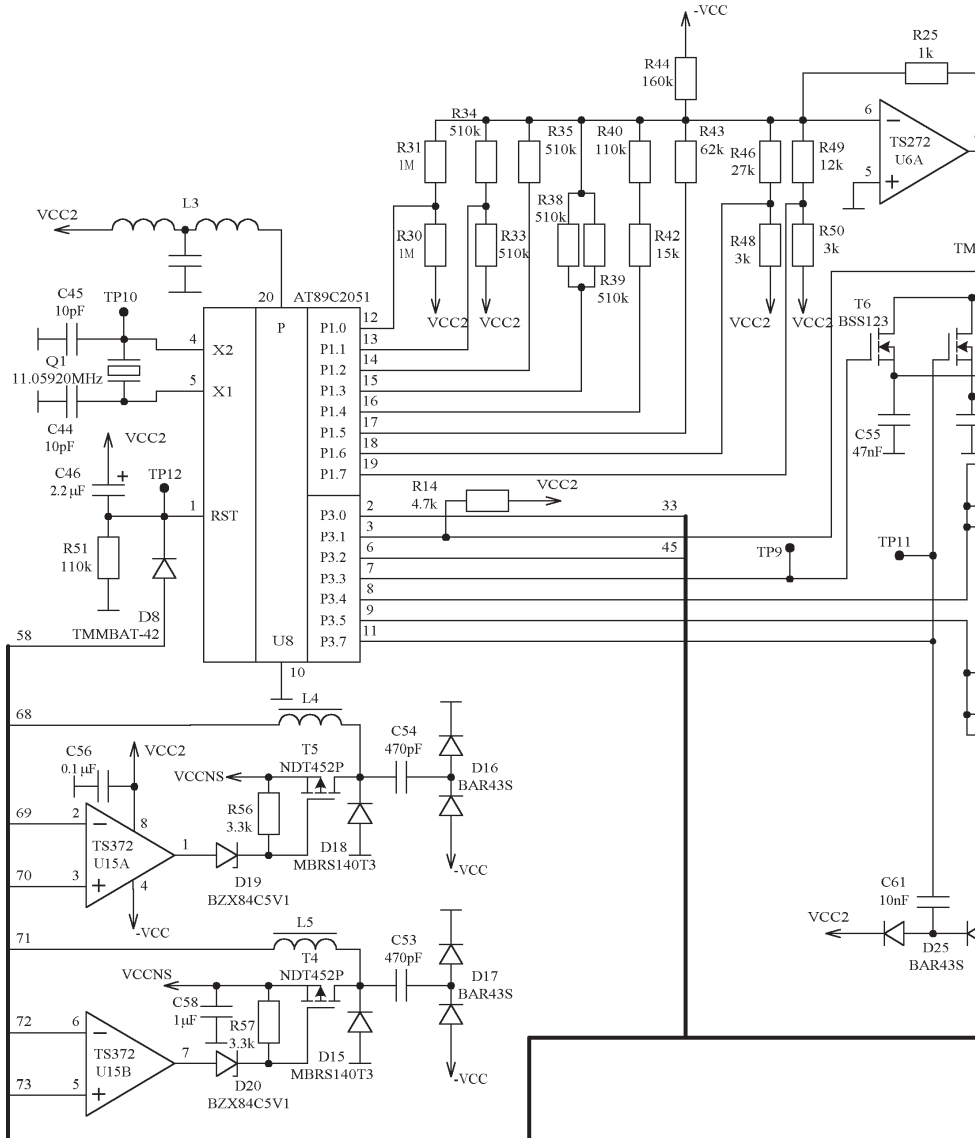 -VCC
R25
1k
R44
160k
R34
510k
R35
510k
R40
110k
R43
62k
R31
1M
R46
27k
R49
12k
6
TS272
U6A
5
L3
VCC2
R38
510k
R30
1M
R33
510k
R42
15k
R48
3k
R50
3k
R39
510k
TM
C45
10pF
TP10
20
AT89C2051
VCC2
VCC2
VCC2
VCC2
T6
BSS123
P
12
P1.0
4
X2
13
P1.1
Q1
11.05920MHz
14
P1.2
5
X1
15
P1.3
16
P1.4
C44
10pF
VCC2
17
P1.5
18
P1.6
C55
47nF
19
P1.7
C46
2.2µF
+
TP12
R14
4.7k
VCC2
1
RST
2
P3.0
33
3
P3.1
R51
110k
6
P3.2
45
TP9
TP11
7
P3.3
8
P3.4
D8
TMMBAT-42
9
P3.5
58
U8
11
P3.7
10
68
L4
C54
470pF
C56
0.1µF
VCC2
T5
NDT452P
VCCNS
D16
BAR43S
69
2
8
R56
3.3k
TS372
U15A
1
D18
MBRS140T3
70
3
4
D19
BZX84C5V1
-VCC
C61
10nF
-VCC
L5
VCC2
D25
BAR43S
71
T4
NDT452P
C53
470pF
VCCNS
D17
BAR43S
C58
1µF
72
6
R57
3.3k
TS372
U15B
7
D15
MBRS140T3
-VCC
73
5
D20
BZX84C5V1